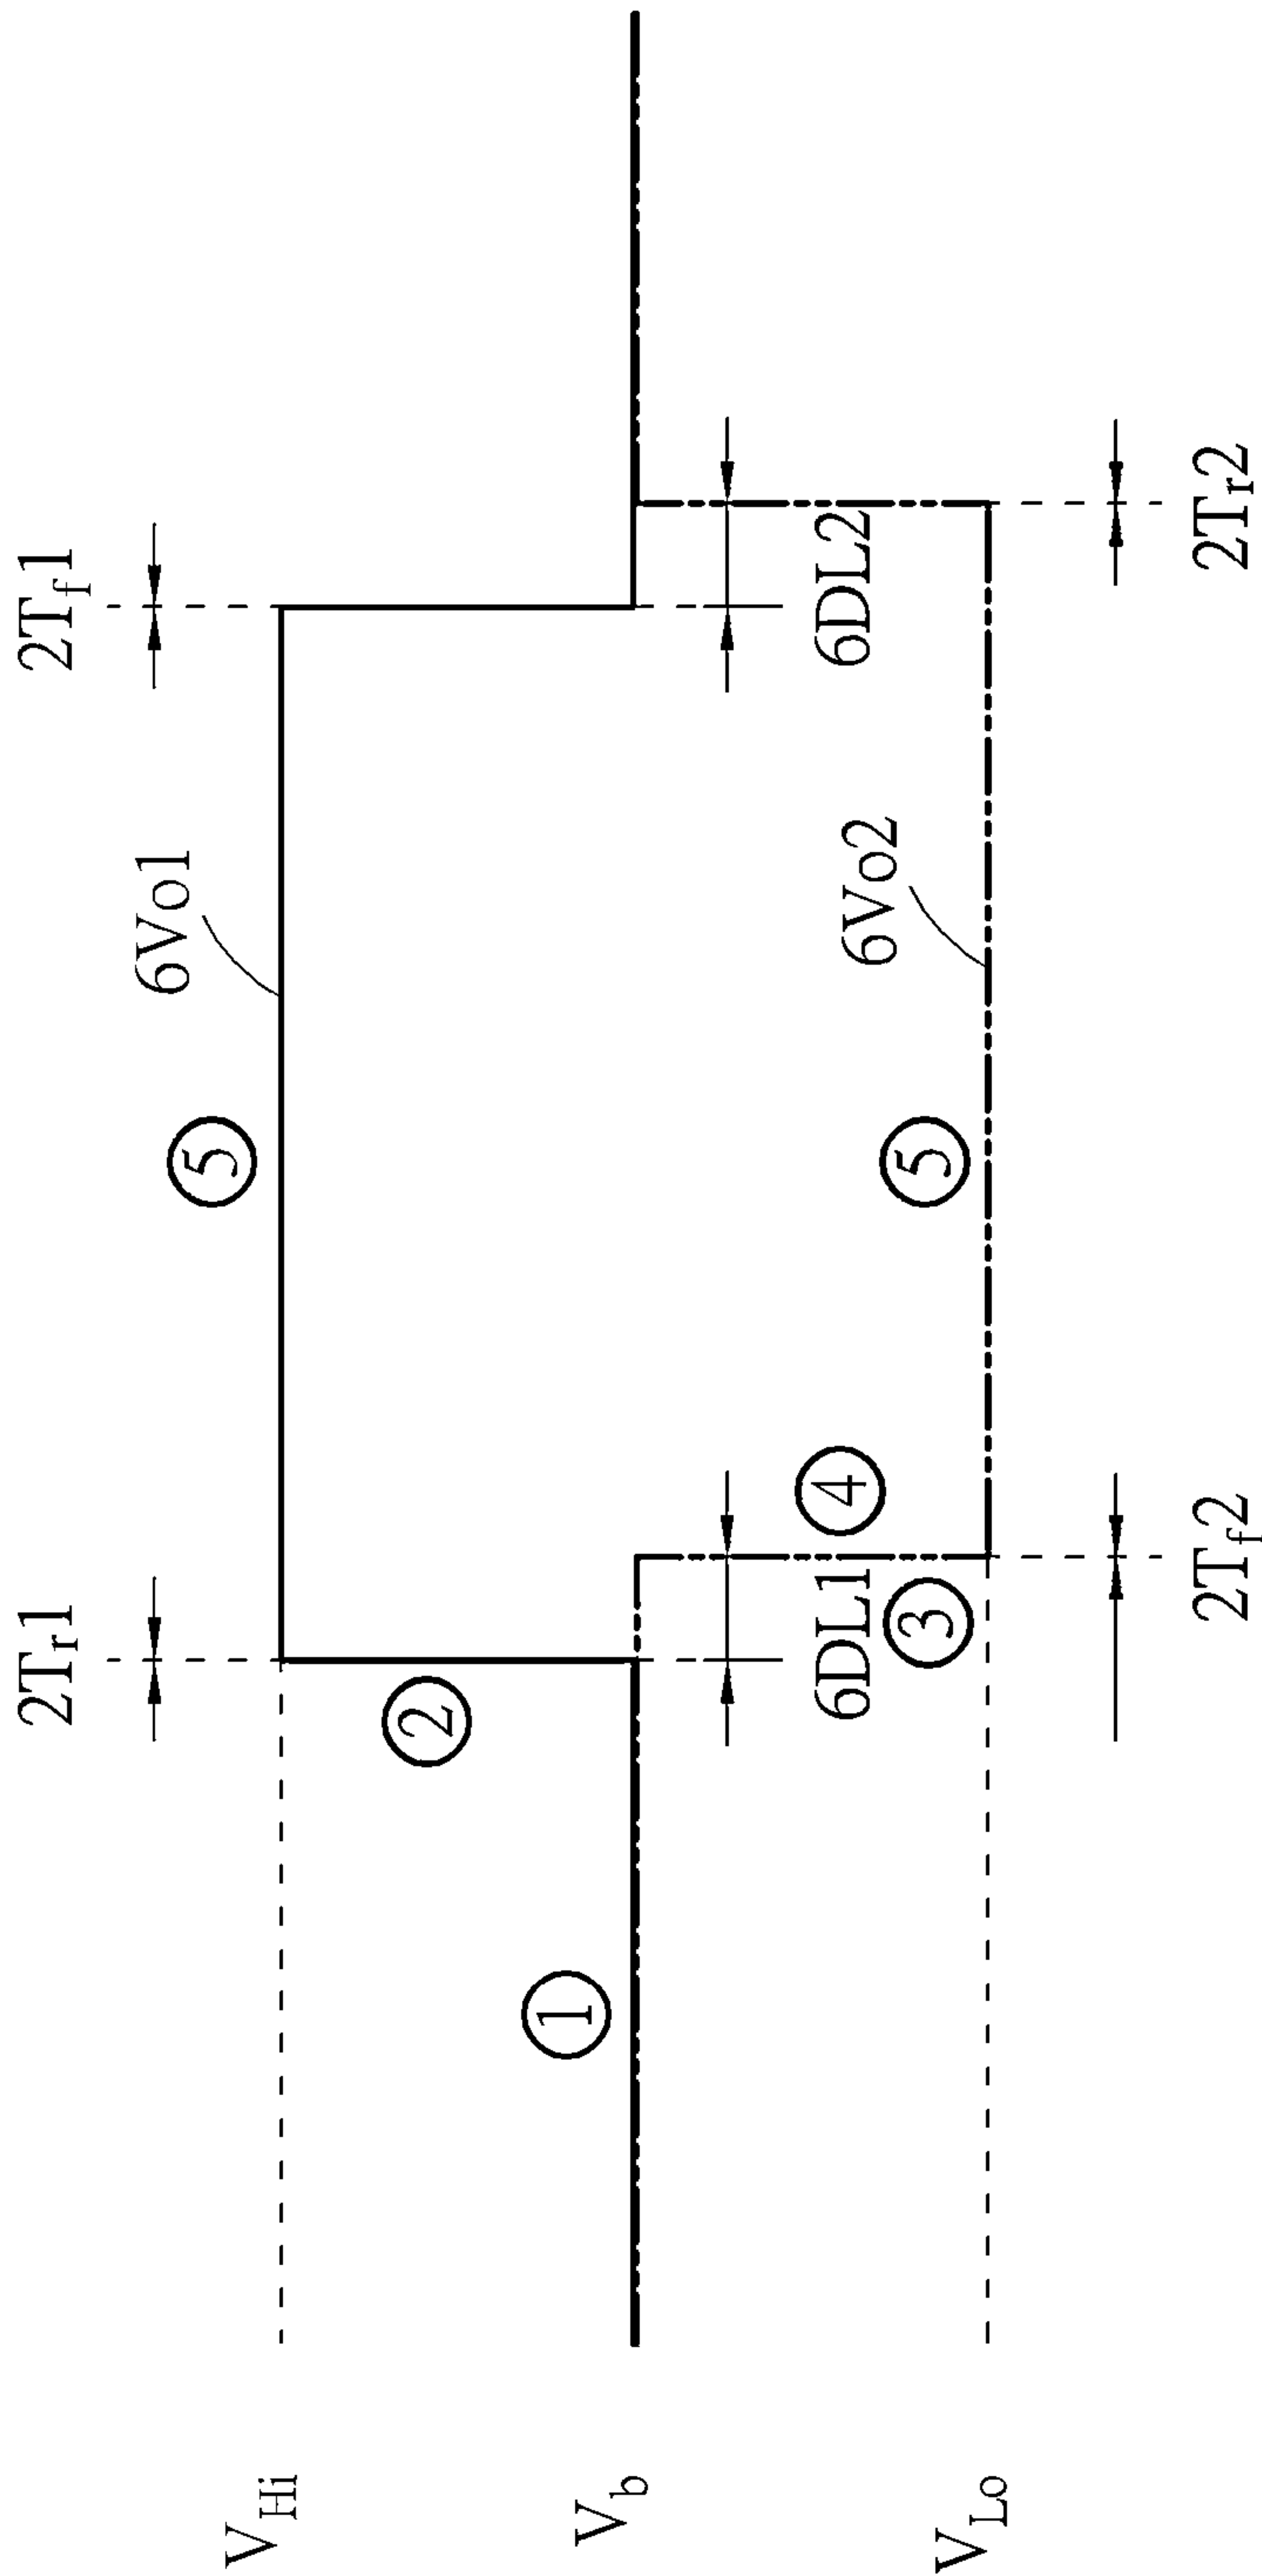 2Tr1
2Tf1
6Vo1
VHi
⑤
②
①
Vb
6DL1
6DL2
④
③
6Vo2
⑤
VLo
2Tf2
2Tr2